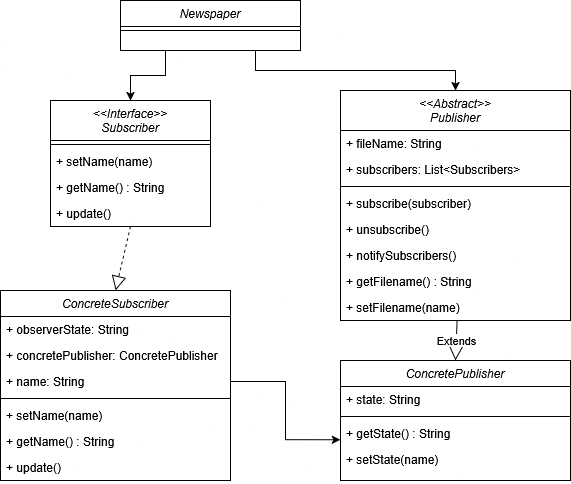 Newspaper
<<Interface>>
Subscriber
+ setName(name)
+ getName() : String
+ update()
<<Abstract>>
Publisher
+ fileName: String
+ subscribers: List<Subscribers>
+ subscribe(subscriber)
+ unsubscribe()
+ notifySubscribers()
+ getFilename() : String
+ setFilename(name)
Extends
ConcreteSubscriber
+ observerState: String
+ concretePublisher: ConcretePublisher
+ name: String
+ setName(name)
+ getName() : String
+ update()
ConcretePublisher
+ state: String
+ getState() : String
+ setState(name)